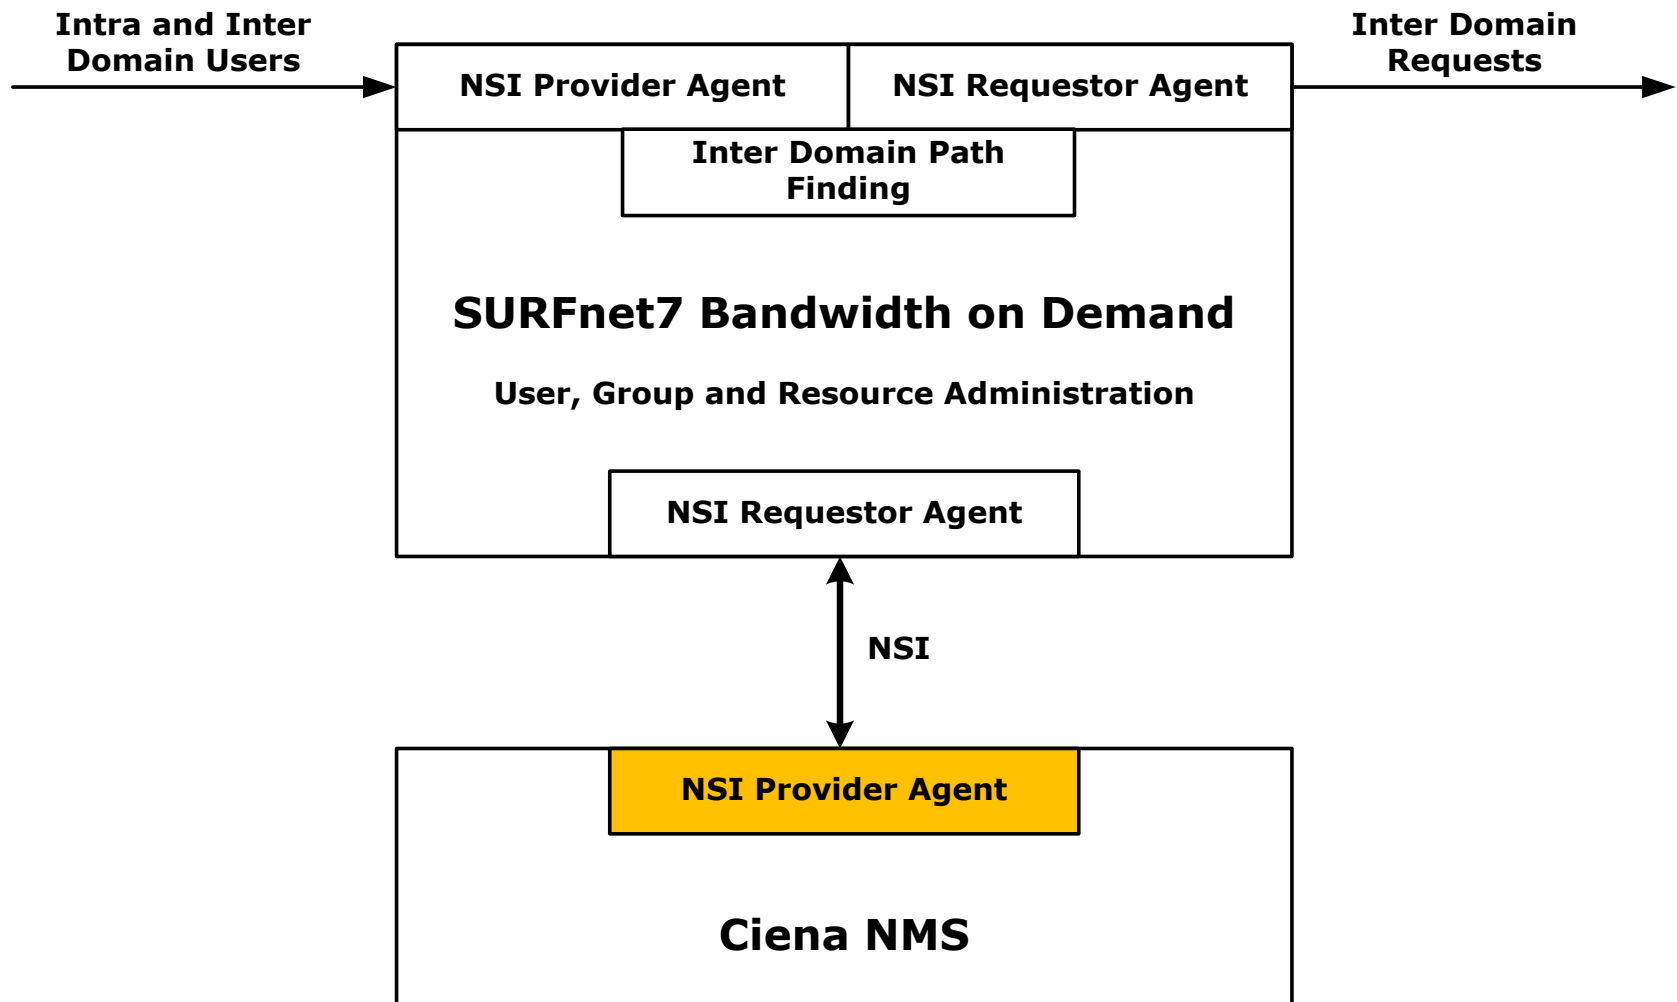 Intra and Inter
Domain Users
Inter Domain
Requests
NSI Provider Agent
NSI Requestor Agent
Inter Domain Path
Finding
SURFnet7 Bandwidth on Demand
User, Group and Resource Administration
NSI Requestor Agent
NSI
NSI Provider Agent
Ciena NMS